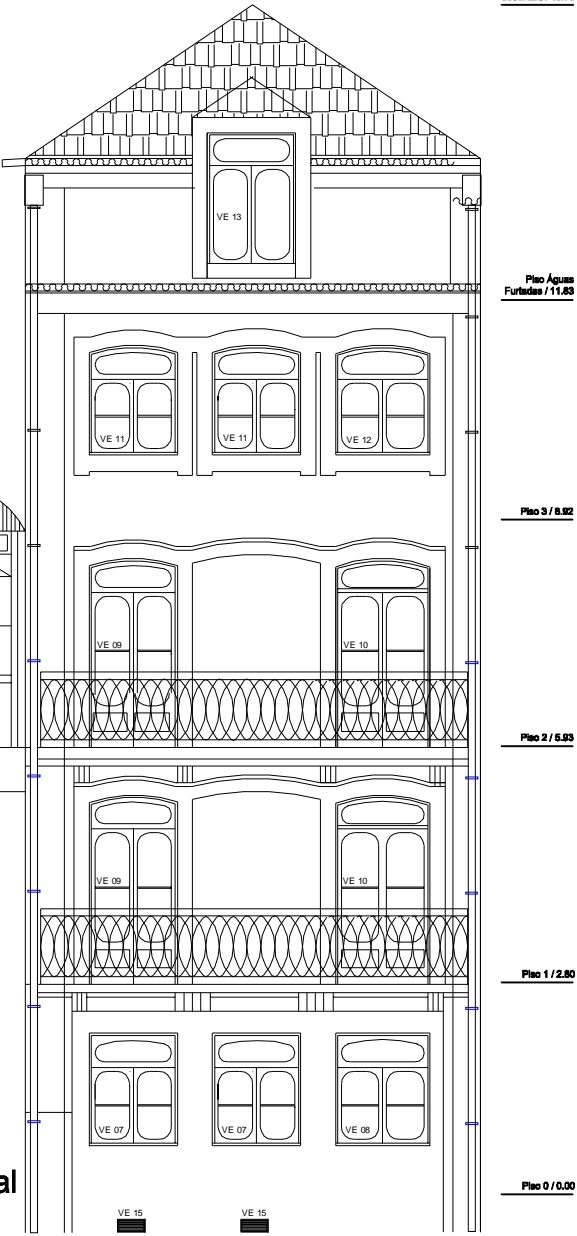 VE 13
Piso Águas
Furtadas / 11.83
VE 11
VE 11
VE 12
Piso 3 / 8.92
VE 09
VE 10
Piso 2 / 5.93
VE 09
VE 10
Piso 1 / 2.80
VE 07
VE 07
VE 08
al
Piso 0 / 0.00
VE 15
VE 15